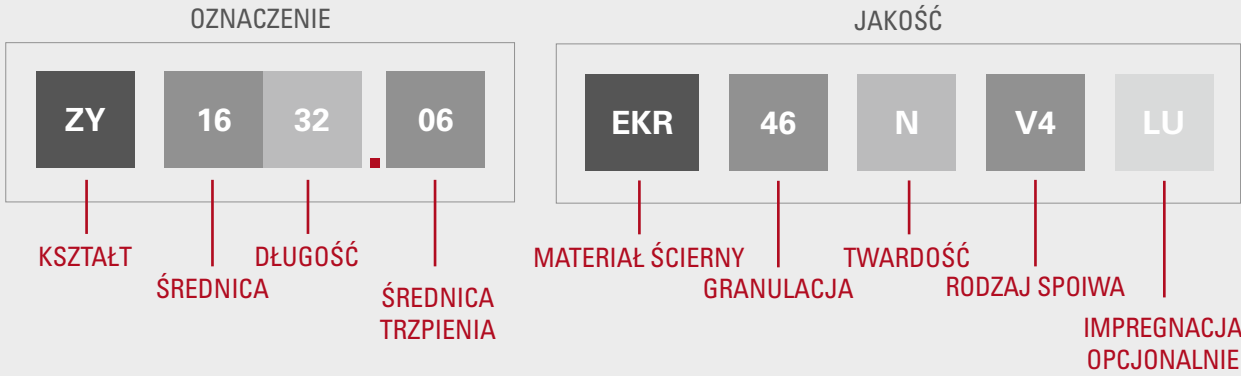 OZNACZENIE
ZY 16 32 . 06
KSZTAŁT
ŚREDNICA
DŁUGOŚĆ
ŚREDNICA
TRZPIENIA
JAKOŚĆ
EKR 46 N V4 LU
MATERIAŁ ŚCIERNY
GRANULACJA
TWARDOŚĆ
RODZAJ SPOIWA
IMPREGNACJA
OPCJONALNIE